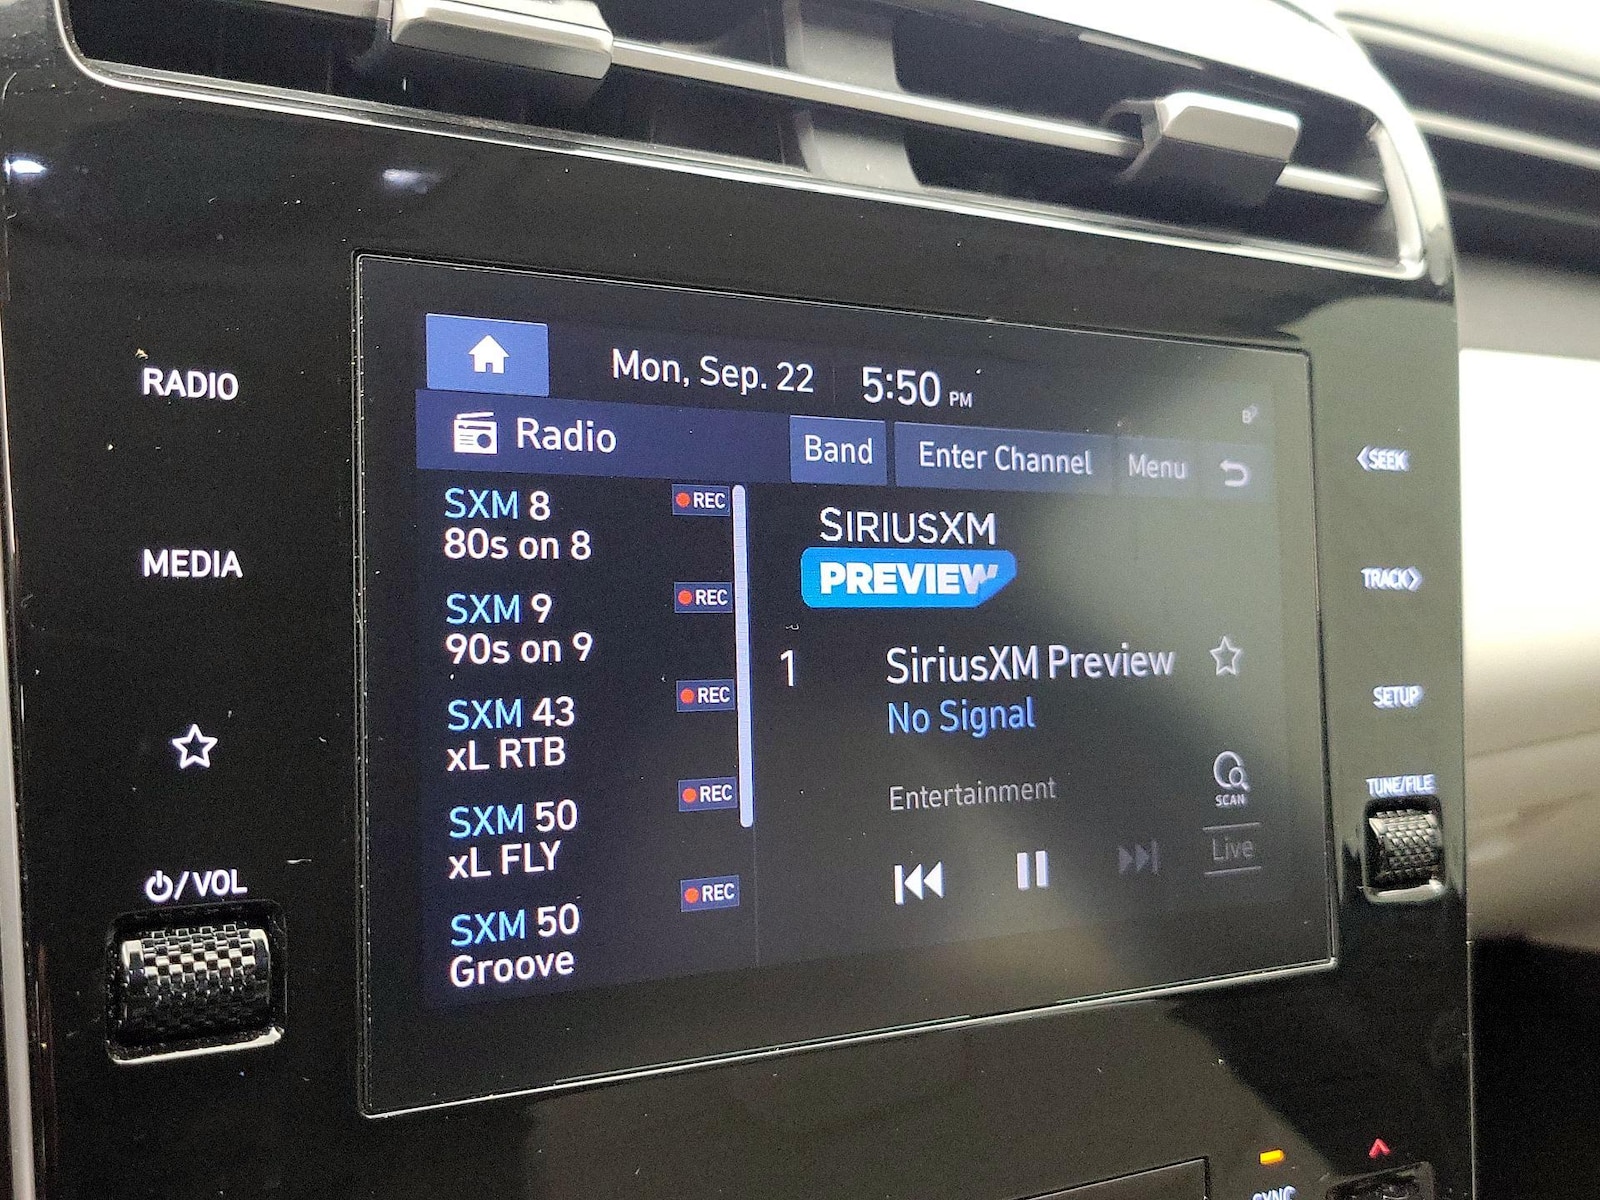 Mon, Sep. 22 5:50 PM
Radio
Band
Enter Channel
Menu
SXM 8 REC
80s on 8
SXM 9 REC
90s on 9
SXM 43 REC
xL RTB
SXM 50 REC
xL FLY
SXM 50 REC
Groove
SIRIUSXM
PREVIEW
1 SiriusXM Preview
No Signal
Entertainment
SCAN
Live
RADIO
MEDIA
/VOL
SEEK
TRACK
SETUP
TUNE/FILE
SYNC